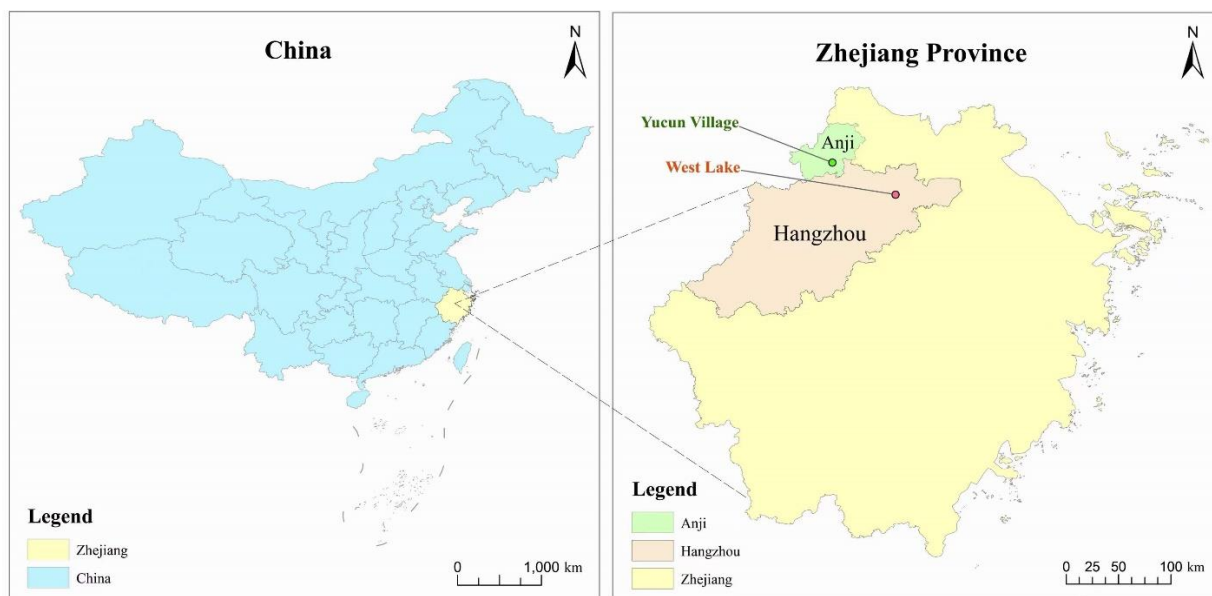 China
N
Legend
Zhejiang
China
0 1,000 km
Zhejiang Province
N
Yucun Village
Anji
West Lake
Hangzhou
Legend
Anji
Hangzhou
Zhejiang
0 25 50 100 km